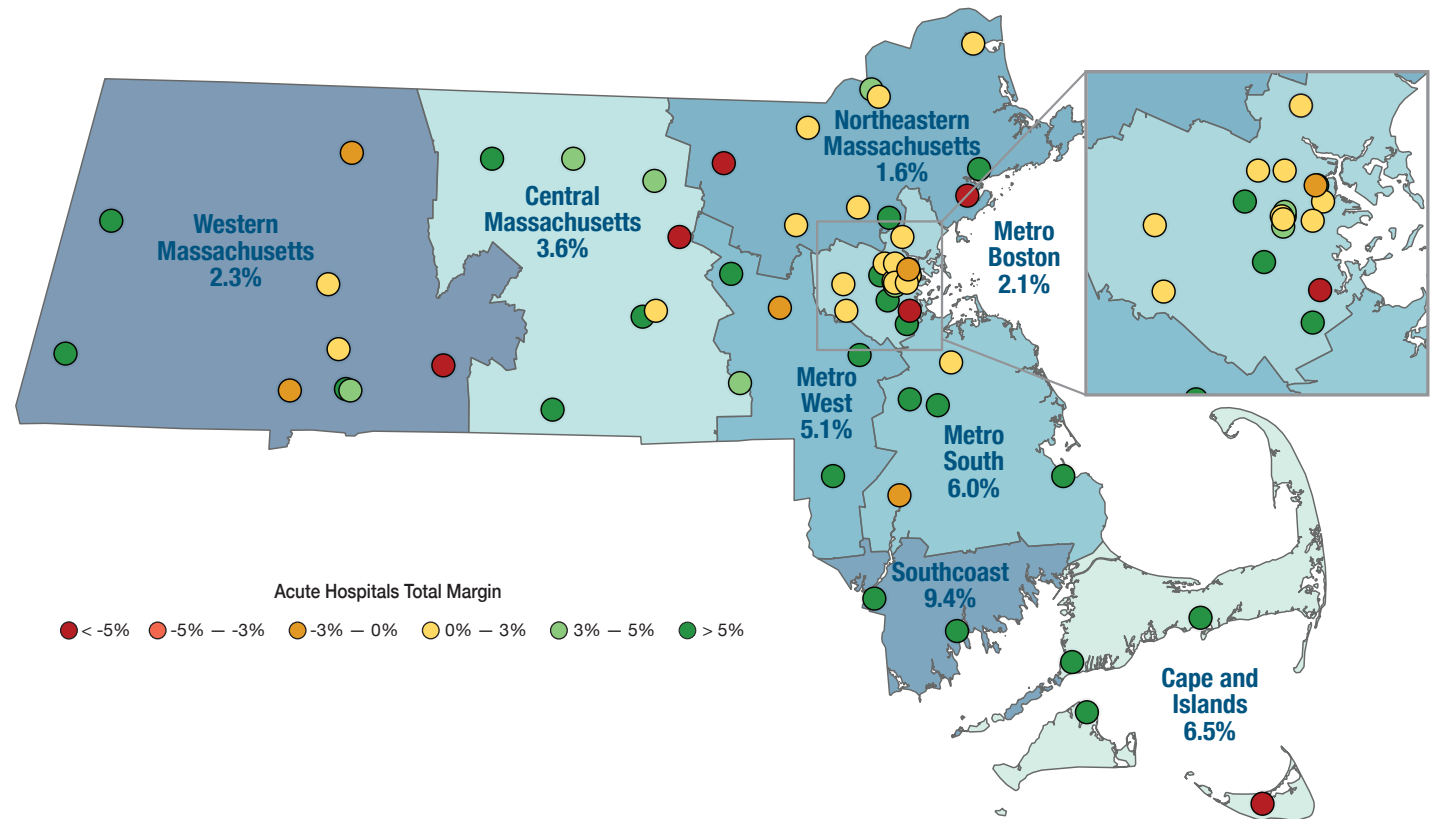 Northeastern
Massachusetts
1.6%
Central
Massachusetts
3.6%
Western
Massachusetts
2.3%
Metro
Boston
2.1%
Metro
West
5.1%
Metro
South
6.0%
Southcoast
9.4%
Cape and
Islands
6.5%
Acute Hospitals Total Margin
< -5% -5% — -3% -3% — 0% 0% — 3% 3% — 5% > 5%